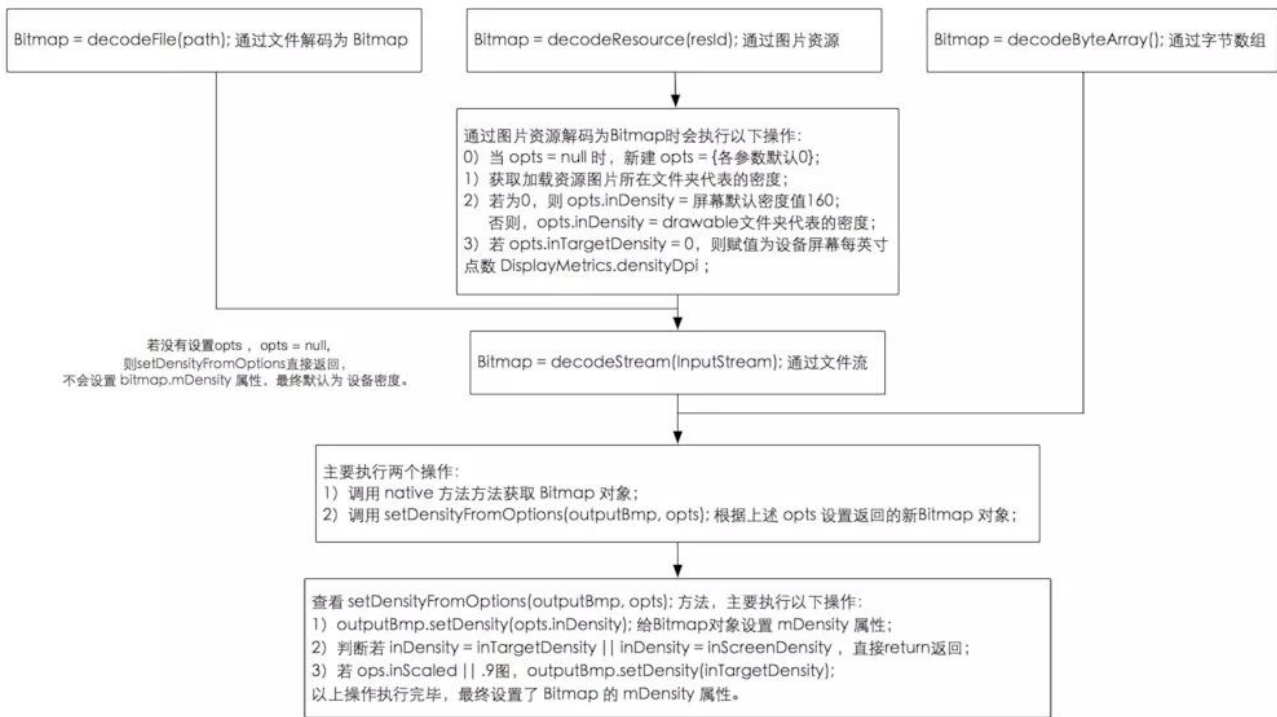 Bitmap = decodeFile(path); 通过文件解码为 Bitmap
Bitmap = decodeResource(resId); 通过图片资源
Bitmap = decodeByteArray(); 通过字节数组
通过图片资源解码为Bitmap时会执行以下操作：
0）当 opts = null 时，新建 opts = {各参数默认0};
1）获取加载资源图片所在文件夹代表的密度；
2）若为0，则 opts.inDensity = 屏幕默认密度值160；
否则，opts.inDensity = drawable文件夹代表的密度；
3）若 opts.inTargetDensity = 0，则赋值为设备屏幕每英寸
点数 DisplayMetrics.densityDpi ；
若没有设置opts ，opts = null,
则setDensityFromOptions直接返回，
不会设置 bitmap.mDensity 属性，最终默认为 设备密度。
Bitmap = decodeStream(InputStream); 通过文件流
主要执行两个操作：
1）调用 native 方法方法获取 Bitmap 对象；
2）调用 setDensityFromOptions(outputBmp, opts); 根据上述 opts 设置返回的新Bitmap 对象；
查看 setDensityFromOptions(outputBmp, opts); 方法，主要执行以下操作：
1）outputBmp.setDensity(opts.inDensity); 给Bitmap对象设置 mDensity 属性；
2）判断若 inDensity = inTargetDensity || inDensity = inScreenDensity ，直接return返回；
3）若 ops.inScaled || .9图，outputBmp.setDensity(inTargetDensity);
以上操作执行完毕，最终设置了 Bitmap 的 mDensity 属性。